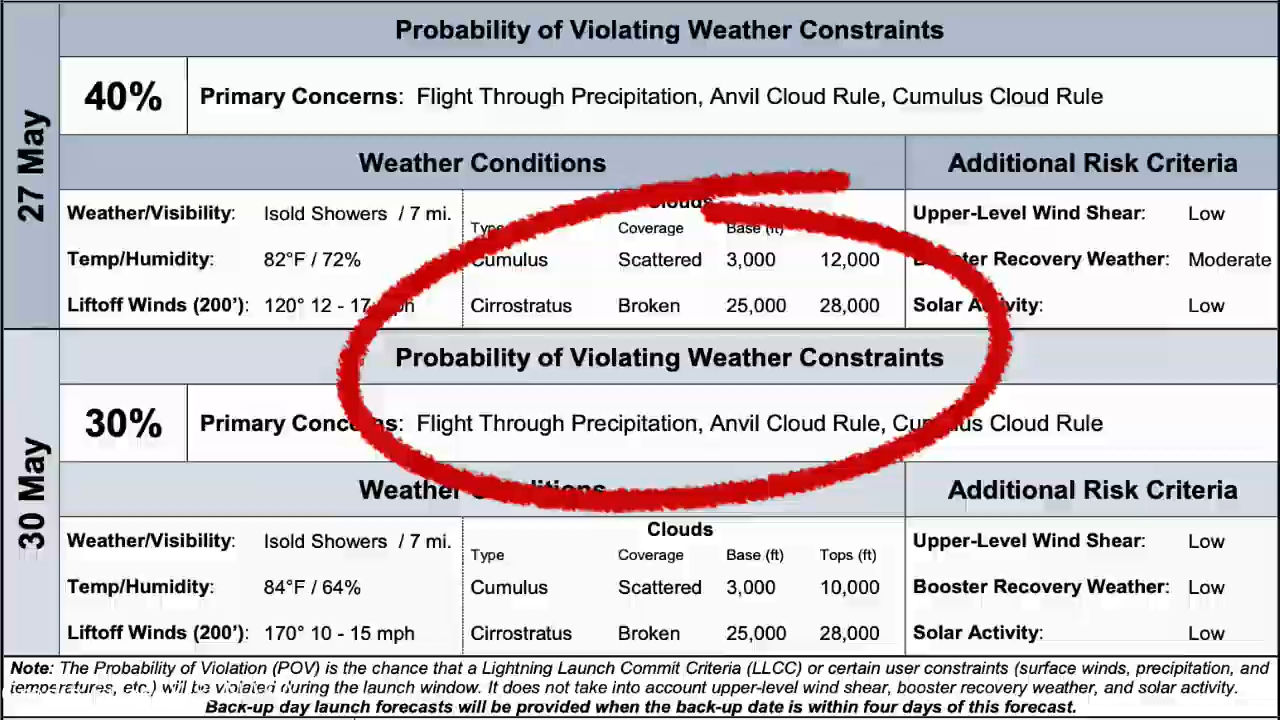 27 May
Probability of Violating Weather Constraints
40%
Primary Concerns: Flight Through Precipitation, Anvil Cloud Rule, Cumulus Cloud Rule
Weather Conditions
Additional Risk Criteria
Weather/Visibility: Isold Showers / 7 mi.
Temp/Humidity: 82°F / 72%
Liftoff Winds (200'): 120° 12 - 17 mph
Clouds
Type Coverage Base (ft)
Cumulus Scattered 3,000 12,000
Cirrostratus Broken 25,000 28,000
Upper-Level Wind Shear: Low
Booster Recovery Weather: Moderate
Solar Activity: Low
30 May
Probability of Violating Weather Constraints
30%
Primary Concerns: Flight Through Precipitation, Anvil Cloud Rule, Cumulus Cloud Rule
Weather Conditions
Additional Risk Criteria
Weather/Visibility: Isold Showers / 7 mi.
Temp/Humidity: 84°F / 64%
Liftoff Winds (200'): 170° 10 - 15 mph
Clouds
Type Coverage Base (ft) Tops (ft)
Cumulus Scattered 3,000 10,000
Cirrostratus Broken 25,000 28,000
Upper-Level Wind Shear: Low
Booster Recovery Weather: Low
Solar Activity: Low
Note: The Probability of Violation (POV) is the chance that a Lightning Launch Commit Criteria (LLCC) or certain user constraints (surface winds, precipitation, and
temperatures, etc.) will be violated during the launch window. It does not take into account upper-level wind shear, booster recovery weather, and solar activity.
Back-up day launch forecasts will be provided when the back-up date is within four days of this forecast.